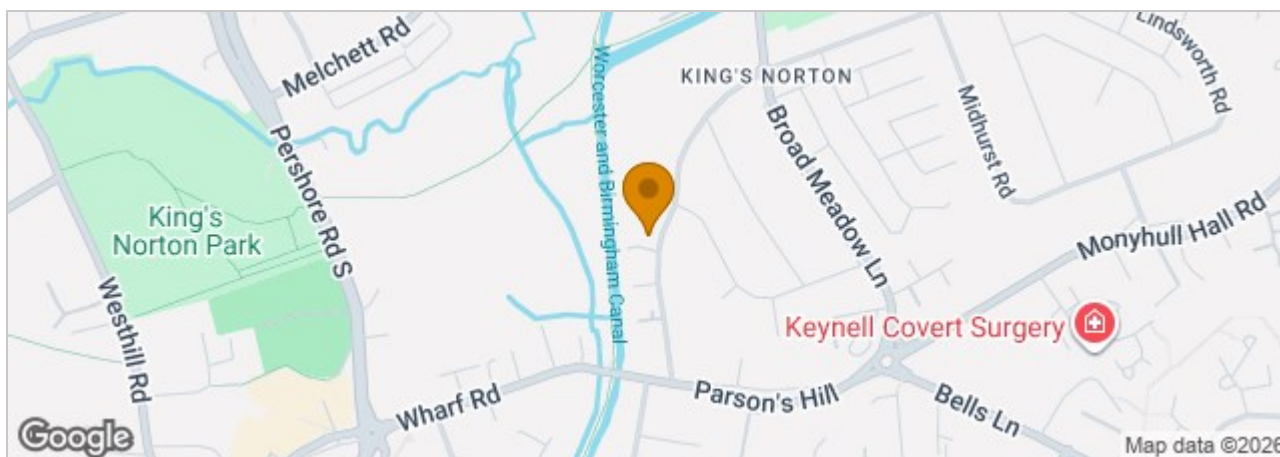 Melchett Rd
Pershore Rd S
King's
Norton Park
Westhill Rd
Wharf Rd
Worcester and Birmingham Canal
KING'S NORTON
Broad Meadow Ln
Midhurst Rd
Lindsworth Rd
Monyhull Hall Rd
Keynell Covert Surgery
Parson's Hill
Bells Ln
Google
Map data ©2026